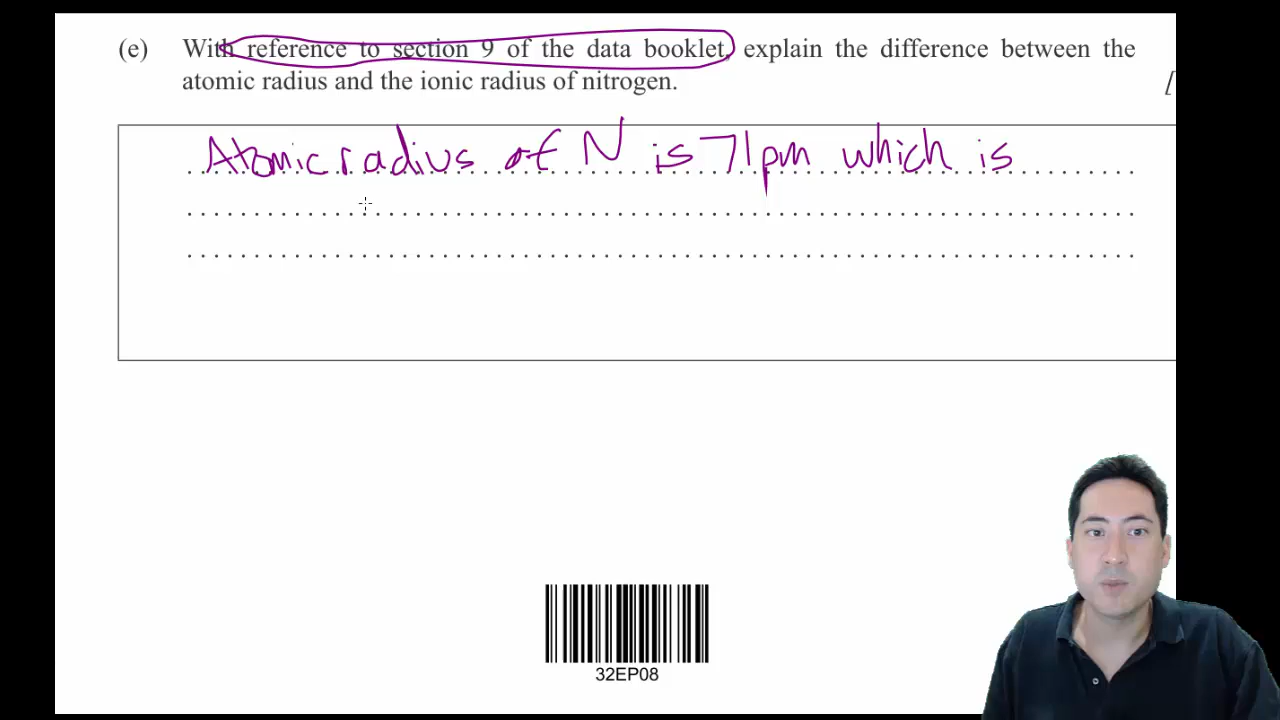 (e) With reference to section 9 of the data booklet, explain the difference between the
atomic radius and the ionic radius of nitrogen.
[
Atomic radius of N is 71pm which is
32EP08